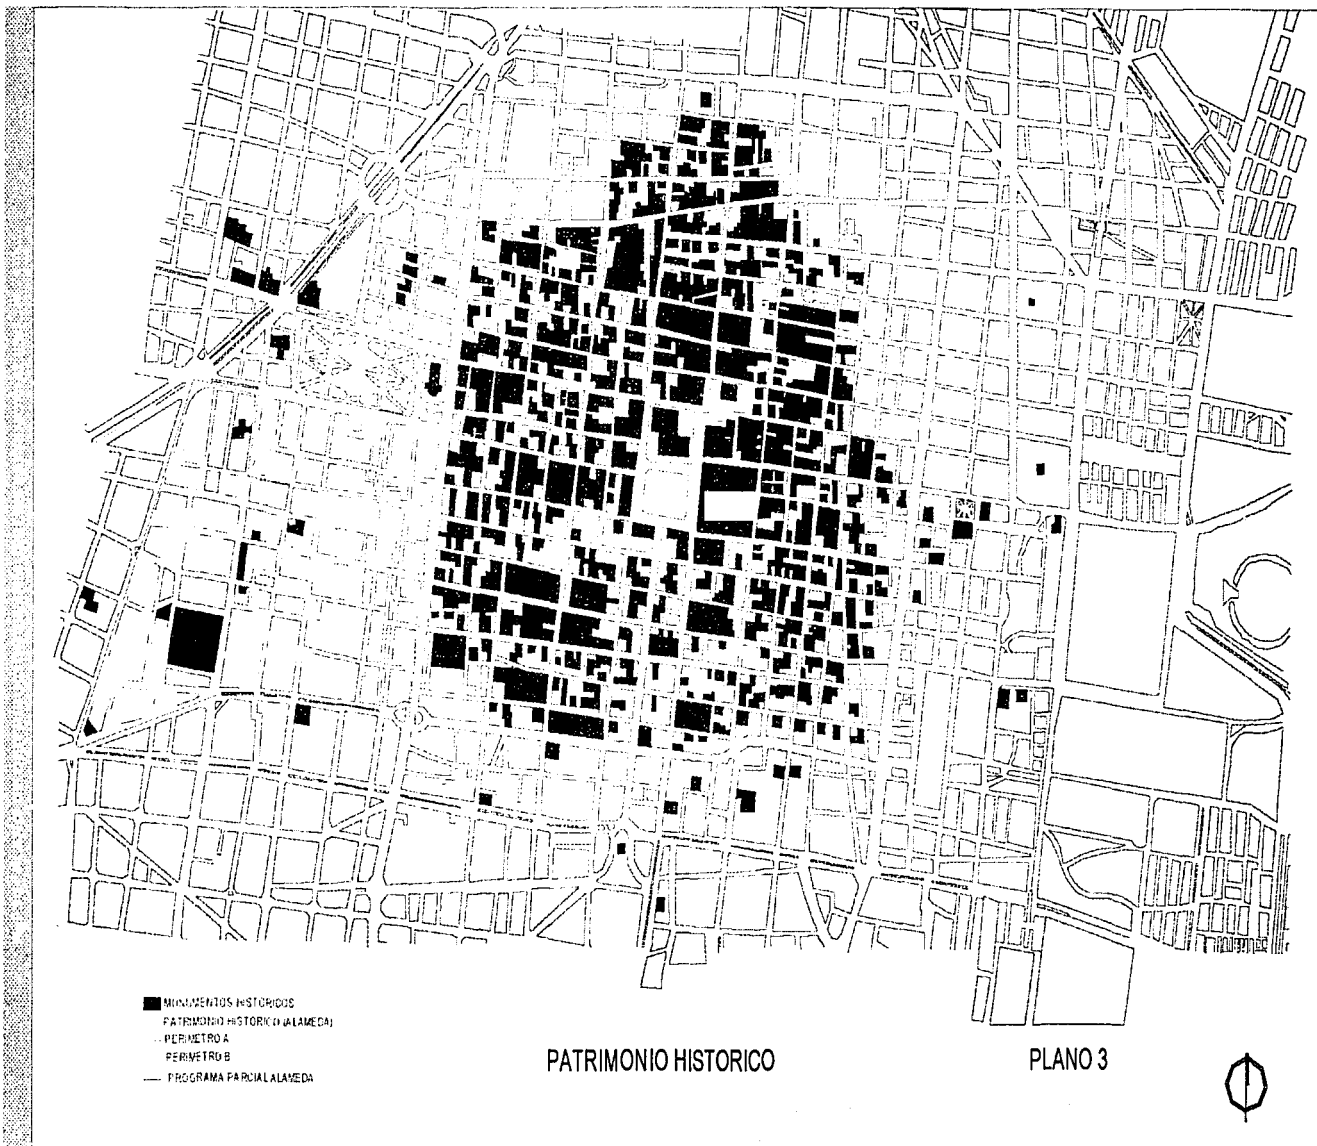 MONUMENTOS HISTORICOS
PATRIMONIO HISTORICO (ALAMEDA)
PERIMETRO A
PERIMETRO B
PROGRAMA PARCIAL ALAMEDA
PATRIMONIO HISTORICO
PLANO 3